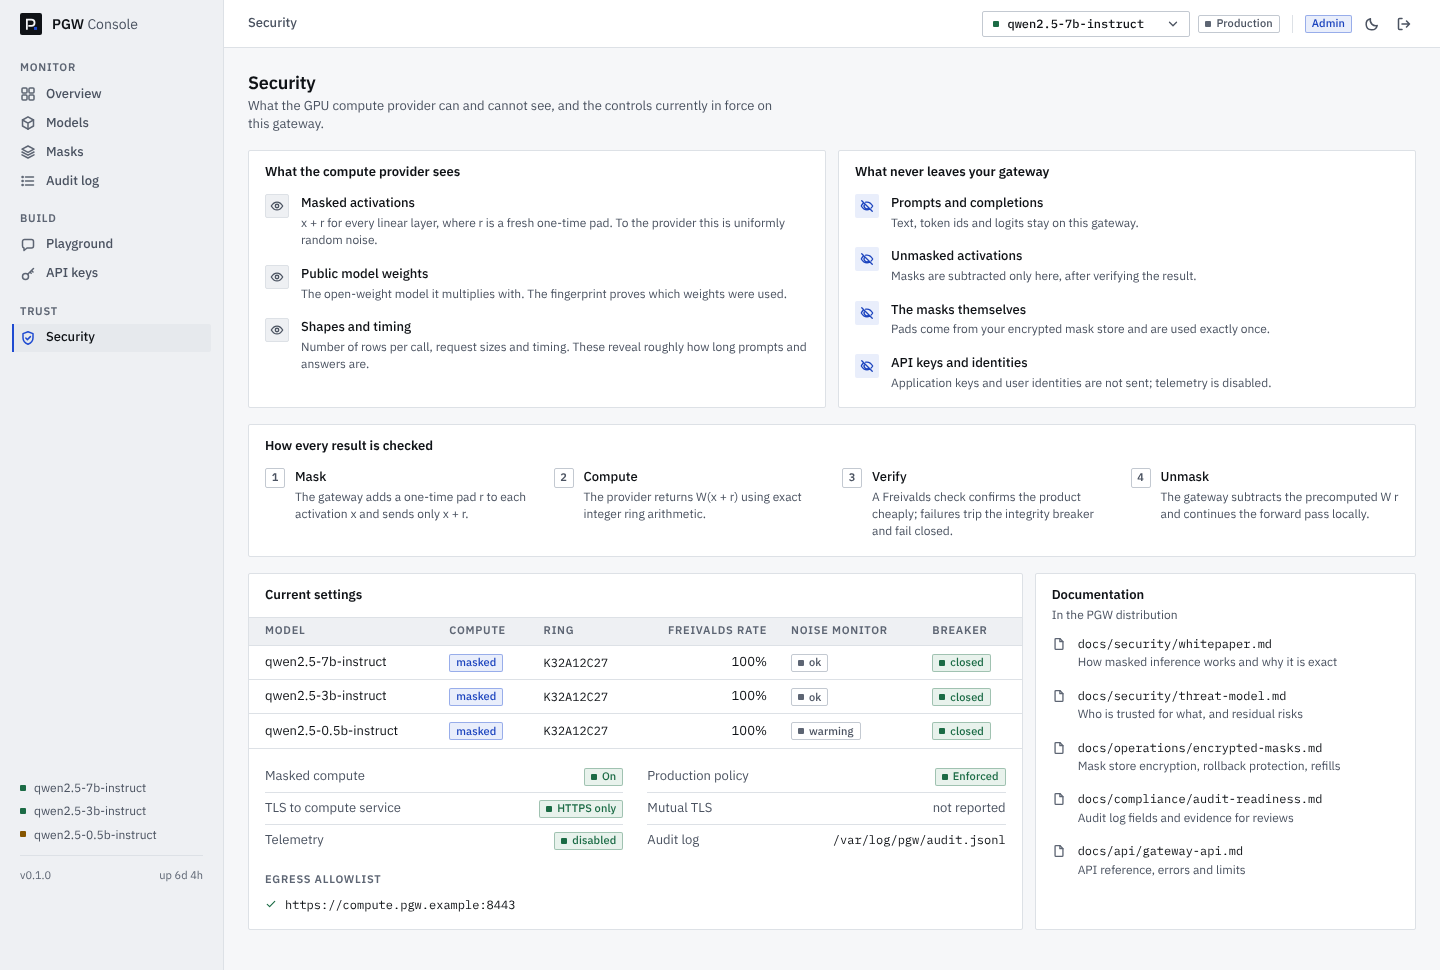 PGW Console
MONITOR
Overview
Models
Masks
Audit log
BUILD
Playground
API keys
TRUST
Security
qwen2.5-7b-instruct
qwen2.5-3b-instruct
qwen2.5-0.5b-instruct
v0.1.0 up 6d 4h
Security
qwen2.5-7b-instruct
Production
Admin
Security
What the GPU compute provider can and cannot see, and the controls currently in force on
this gateway.
What the compute provider sees
Masked activations
x + r for every linear layer, where r is a fresh one-time pad. To the provider this is uniformly
random noise.
Public model weights
The open-weight model it multiplies with. The fingerprint proves which weights were used.
Shapes and timing
Number of rows per call, request sizes and timing. These reveal roughly how long prompts and
answers are.
What never leaves your gateway
Prompts and completions
Text, token ids and logits stay on this gateway.
Unmasked activations
Masks are subtracted only here, after verifying the result.
The masks themselves
Pads come from your encrypted mask store and are used exactly once.
API keys and identities
Application keys and user identities are not sent; telemetry is disabled.
How every result is checked
1 Mask
The gateway adds a one-time pad r to each
activation x and sends only x + r.
2 Compute
The provider returns W(x + r) using exact
integer ring arithmetic.
3 Verify
A Freivalds check confirms the product
cheaply; failures trip the integrity breaker
and fail closed.
4 Unmask
The gateway subtracts the precomputed W r
and continues the forward pass locally.
Current settings
MODEL COMPUTE RING FREIVALDS RATE NOISE MONITOR BREAKER
qwen2.5-7b-instruct masked K32A12C27 100% ok closed
qwen2.5-3b-instruct masked K32A12C27 100% ok closed
qwen2.5-0.5b-instruct masked K32A12C27 100% warming closed
Masked compute On
Production policy Enforced
TLS to compute service HTTPS only
Mutual TLS not reported
Telemetry disabled
Audit log /var/log/pgw/audit.jsonl
EGRESS ALLOWLIST
https://compute.pgw.example:8443
Documentation
In the PGW distribution
docs/security/whitepaper.md
How masked inference works and why it is exact
docs/security/threat-model.md
Who is trusted for what, and residual risks
docs/operations/encrypted-masks.md
Mask store encryption, rollback protection, refills
docs/compliance/audit-readiness.md
Audit log fields and evidence for reviews
docs/api/gateway-api.md
API reference, errors and limits